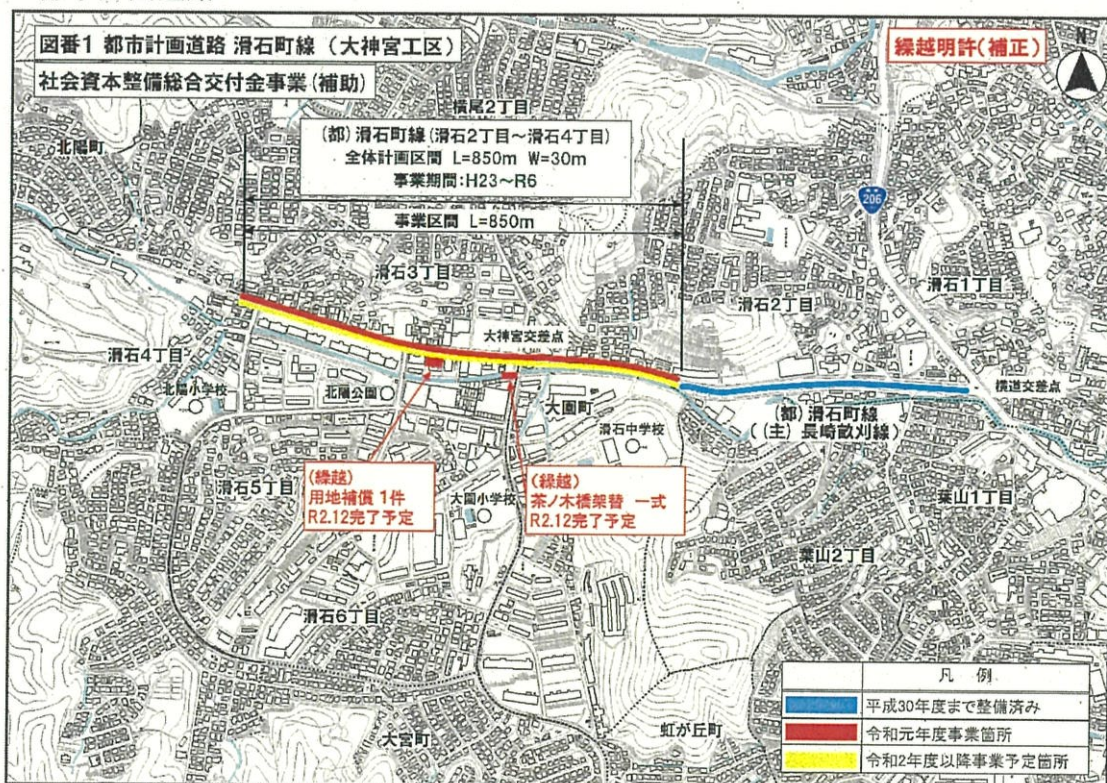 図番1 都市計画道路 滑石町線 (大神宮工区)
社会資本整備総合交付金事業(補助)
繰越明許(補正)
N
横尾2丁目
北陽町
(都)滑石町線(滑石2丁目～滑石4丁目)
全体計画区間 L=850m W=30m
事業期間:H23～R6
事業区間 L=850m
206
滑石3丁目
滑石2丁目
滑石1丁目
大神宮交差点
滑石4丁目
北陽小学校
北陽公園
大園町
滑石中学校
横道交差点
(都)滑石町線
((主)長崎畝刈線)
(繰越)
用地補償 1件
R2.12完了予定
(繰越)
茶ノ木橋架替 一式
R2.12完了予定
滑石5丁目
大園小学校
葉山1丁目
葉山2丁目
滑石6丁目
大宮町
虹が丘町
凡 例
平成30年度まで整備済み
令和元年度事業箇所
令和2年度以降事業予定箇所